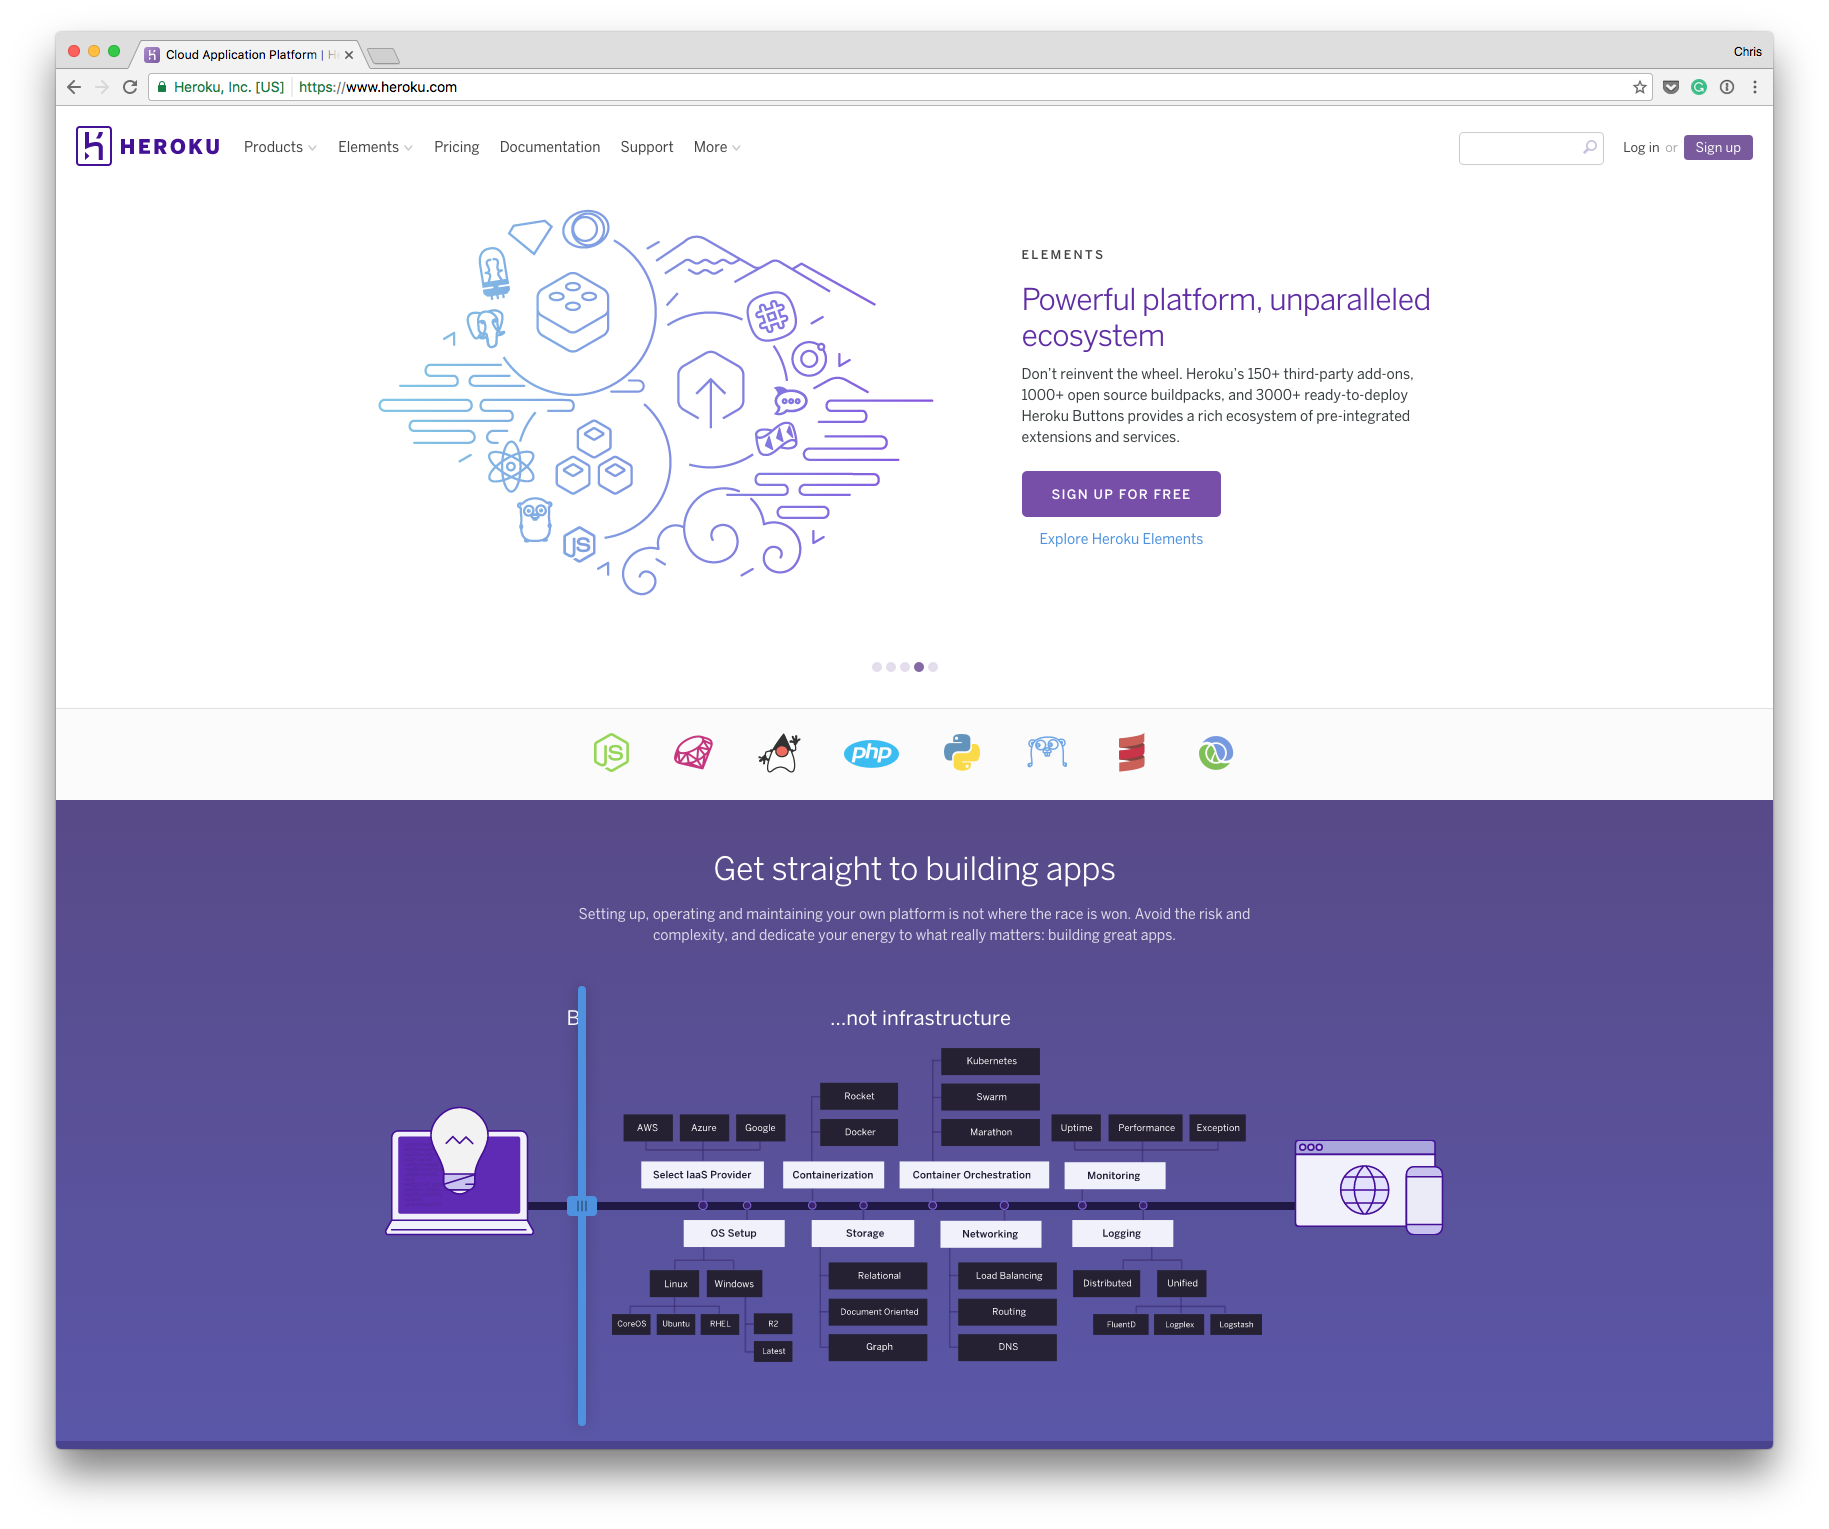 Cloud Application Platform | He
Chris
Heroku, Inc. [US] https://www.heroku.com
HEROKU Products Elements Pricing Documentation Support More Log in or Sign up
ELEMENTS
Powerful platform, unparalleled
ecosystem
Don't reinvent the wheel. Heroku's 150+ third-party add-ons,
1000+ open source buildpacks, and 3000+ ready-to-deploy
Heroku Buttons provides a rich ecosystem of pre-integrated
extensions and services.
SIGN UP FOR FREE
Explore Heroku Elements
JS
JS php
Get straight to building apps
Setting up, operating and maintaining your own platform is not where the race is won. Avoid the risk and
complexity, and dedicate your energy to what really matters: building great apps.
B ...not infrastructure
Kubernetes
Rocket Swarm
AWS Azure Google Docker Marathon Uptime Performance Exception
Select IaaS Provider Containerization Container Orchestration Monitoring
OS Setup Storage Networking Logging
Linux Windows Relational Load Balancing Distributed Unified
CoreOS Ubuntu RHEL R2 Document Oriented Routing FluentD Logplex Logstash
Latest Graph DNS